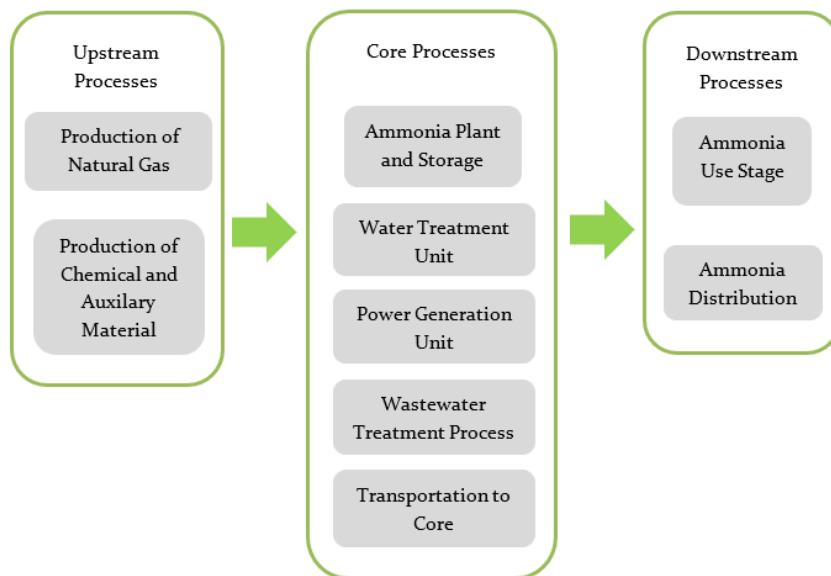 Upstream
Processes
Production of
Natural Gas
Production of
Chemical and
Auxilary
Material
Core Processes
Ammonia Plant
and Storage
Water Treatment
Unit
Power Generation
Unit
Wastewater
Treatment Process
Transportation to
Core
Downstream
Processes
Ammonia
Use Stage
Ammonia
Distribution